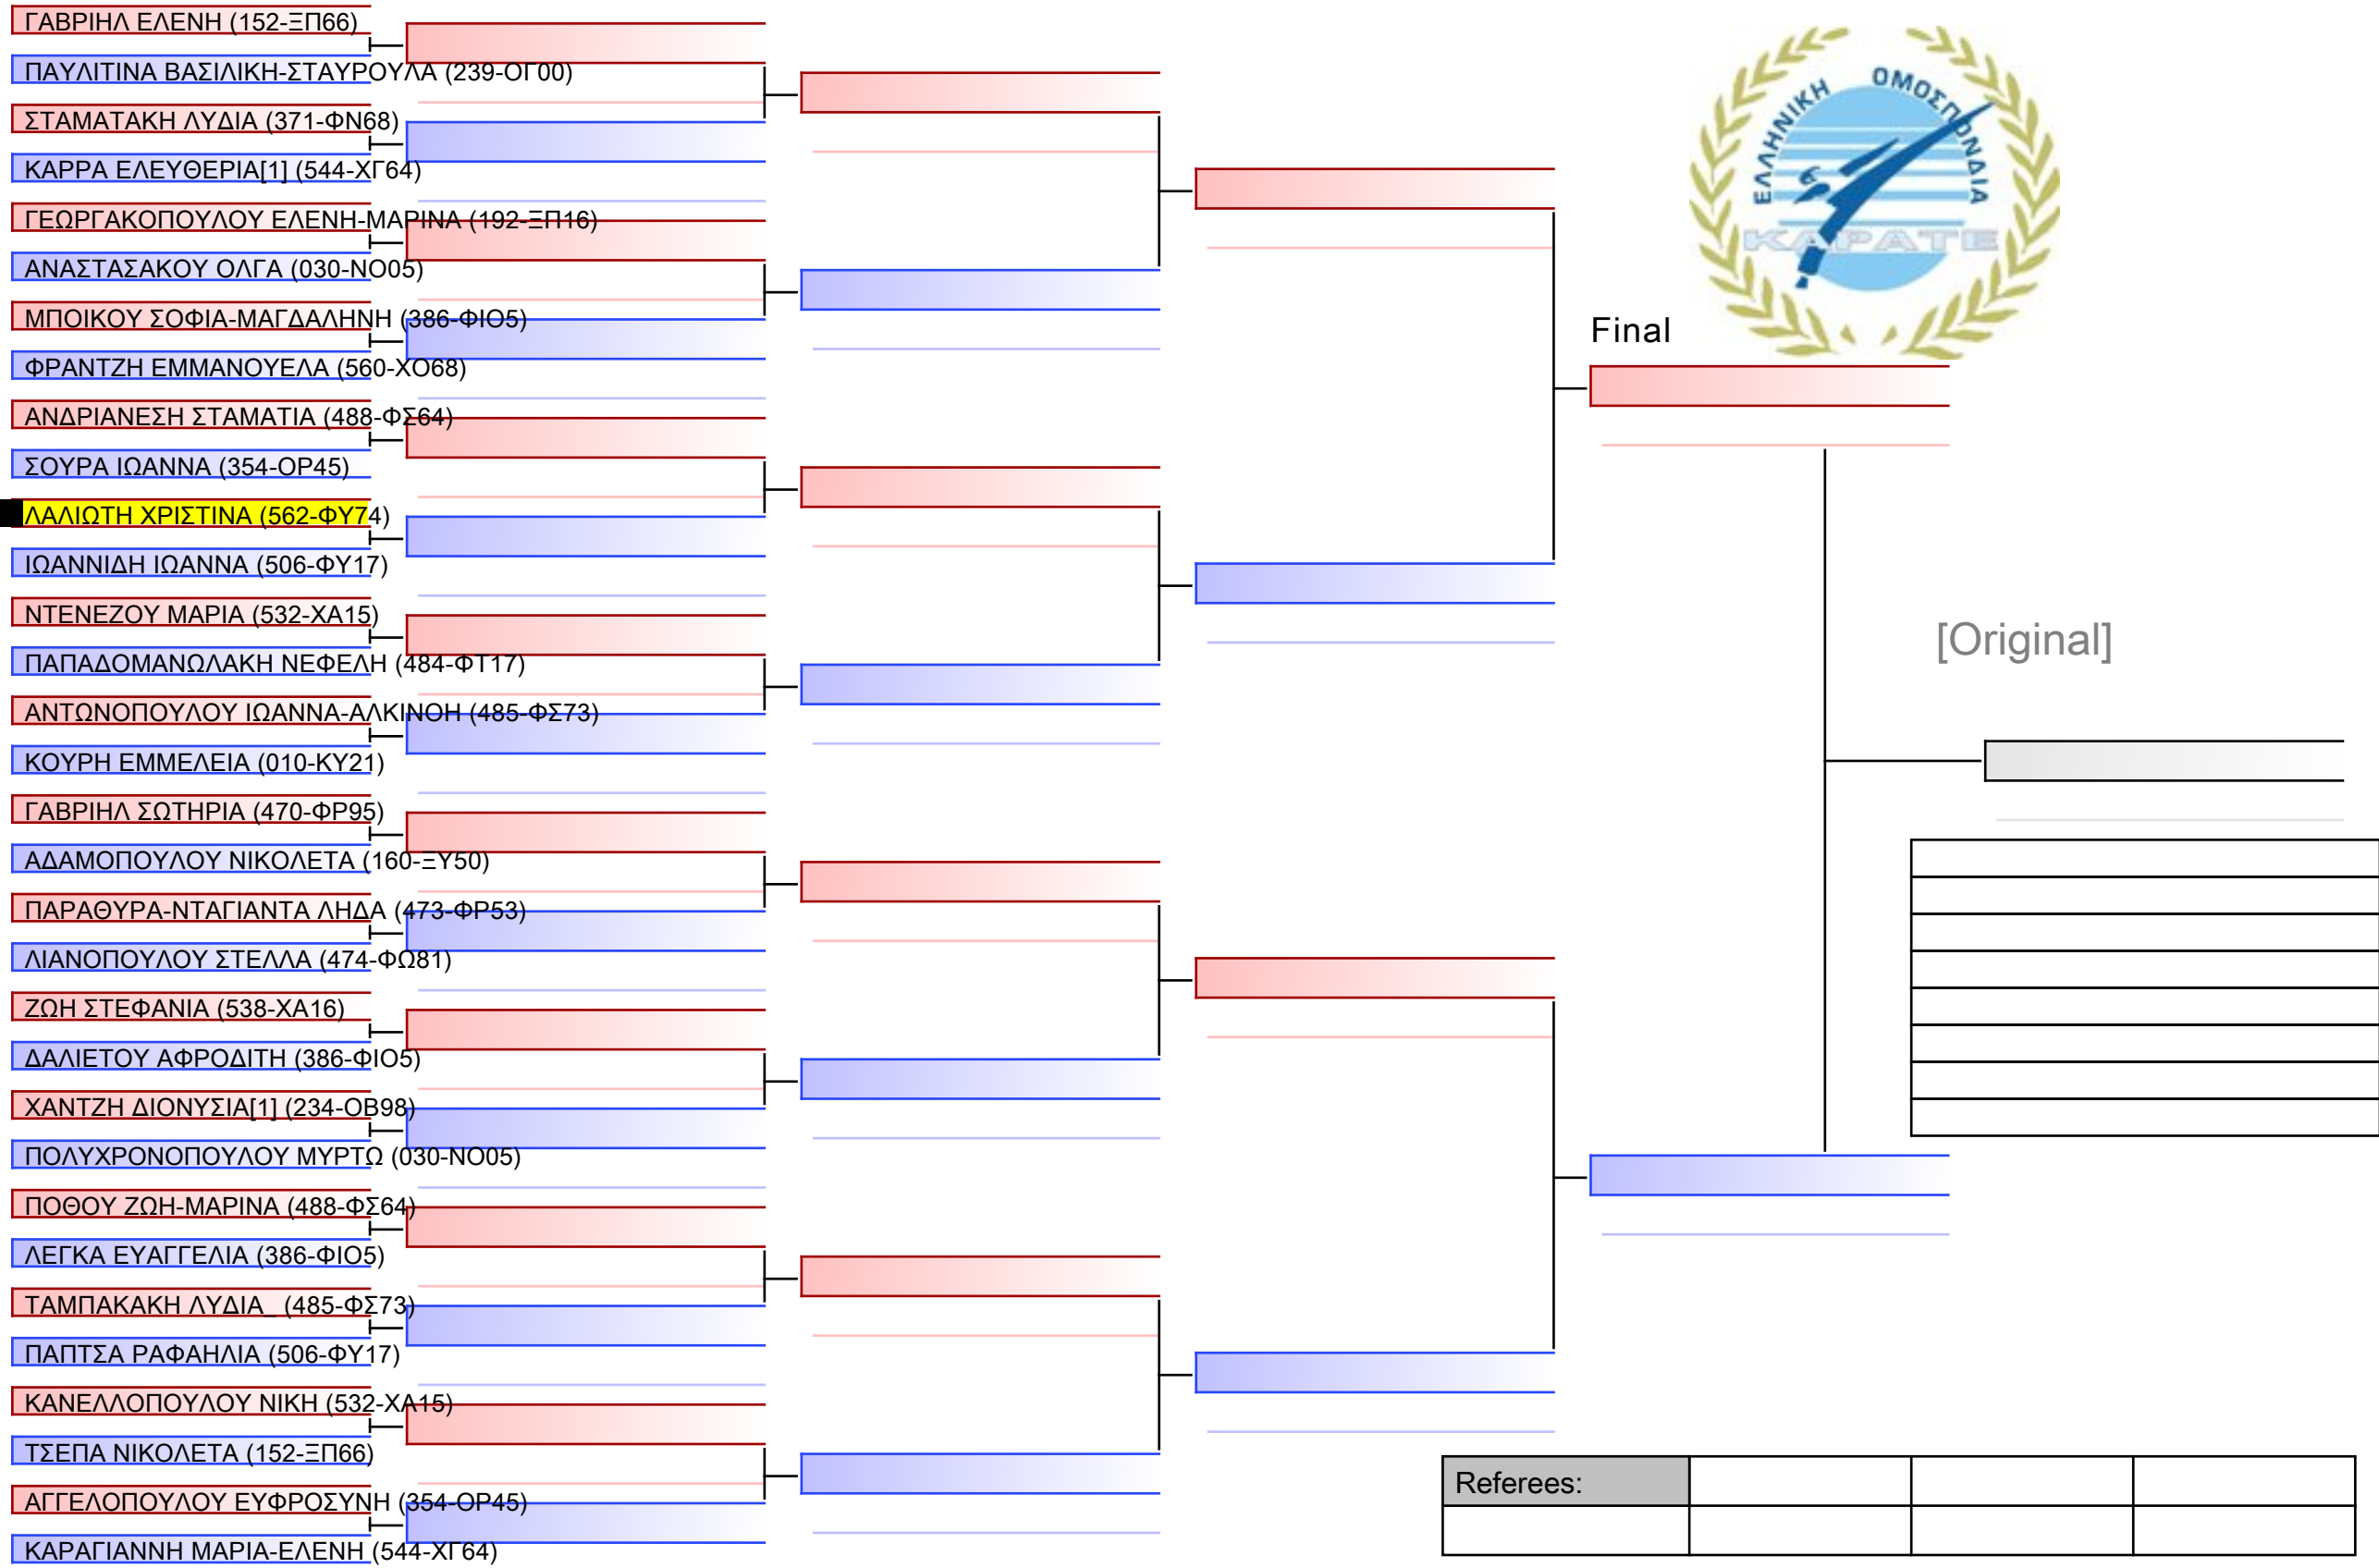 ΓΑΒΡΙΗΛ ΕΛΕΝΗ (152-ΞΠ66)
ΠΑΥΛΙΤΙΝΑ ΒΑΣΙΛΙΚΗ-ΣΤΑΥΡΟΥΛΑ (239-ΟΓ00)
ΣΤΑΜΑΤΑΚΗ ΛΥΔΙΑ (371-ΦΝ68)
ΚΑΡΡΑ ΕΛΕΥΘΕΡΙΑ[1] (544-ΧΓ64)
ΓΕΩΡΓΑΚΟΠΟΥΛΟΥ ΕΛΕΝΗ-ΜΑΡΙΝΑ (192-ΞΠ16)
ΑΝΑΣΤΑΣΑΚΟΥ ΟΛΓΑ (030-ΝΟ05)
ΜΠΟΙΚΟΥ ΣΟΦΙΑ-ΜΑΓΔΑΛΗΝΗ (386-ΦΙΟ5)
ΦΡΑΝΤΖΗ ΕΜΜΑΝΟΥΕΛΑ (560-ΧΟ68)
ΑΝΔΡΙΑΝΕΣΗ ΣΤΑΜΑΤΙΑ (488-ΦΣ64)
ΣΟΥΡΑ ΙΩΑΝΝΑ (354-ΟΡ45)
ΛΑΛΙΩΤΗ ΧΡΙΣΤΙΝΑ (562-ΦΥ74)
ΙΩΑΝΝΙΔΗ ΙΩΑΝΝΑ (506-ΦΥ17)
ΝΤΕΝΕΖΟΥ ΜΑΡΙΑ (532-ΧΑ15)
ΠΑΠΑΔΟΜΑΝΩΛΑΚΗ ΝΕΦΕΛΗ (484-ΦΤ17)
ΑΝΤΩΝΟΠΟΥΛΟΥ ΙΩΑΝΝΑ-ΑΛΚΙΝΟΗ (485-ΦΣ73)
ΚΟΥΡΗ ΕΜΜΕΛΕΙΑ (010-ΚΥ21)
ΓΑΒΡΙΗΛ ΣΩΤΗΡΙΑ (470-ΦΡ95)
ΑΔΑΜΟΠΟΥΛΟΥ ΝΙΚΟΛΕΤΑ (160-ΞΥ50)
ΠΑΡΑΘΥΡΑ-ΝΤΑΓΙΑΝΤΑ ΛΗΔΑ (473-ΦΡ53)
ΛΙΑΝΟΠΟΥΛΟΥ ΣΤΕΛΛΑ (474-ΦΩ81)
ΖΩΗ ΣΤΕΦΑΝΙΑ (538-ΧΑ16)
ΔΑΛΙΕΤΟΥ ΑΦΡΟΔΙΤΗ (386-ΦΙΟ5)
ΧΑΝΤΖΗ ΔΙΟΝΥΣΙΑ[1] (234-ΟΒ98)
ΠΟΛΥΧΡΟΝΟΠΟΥΛΟΥ ΜΥΡΤΩ (030-ΝΟ05)
ΠΟΘΟΥ ΖΩΗ-ΜΑΡΙΝΑ (488-ΦΣ64)
ΛΕΓΚΑ ΕΥΑΓΓΕΛΙΑ (386-ΦΙΟ5)
ΤΑΜΠΑΚΑΚΗ ΛΥΔΙΑ_ (485-ΦΣ73)
ΠΑΠΤΣΑ ΡΑΦΑΗΛΙΑ (506-ΦΥ17)
ΚΑΝΕΛΛΟΠΟΥΛΟΥ ΝΙΚΗ (532-ΧΑ15)
ΤΣΕΠΑ ΝΙΚΟΛΕΤΑ (152-ΞΠ66)
ΑΓΓΕΛΟΠΟΥΛΟΥ ΕΥΦΡΟΣΥΝΗ (354-ΟΡ45)
ΚΑΡΑΓΙΑΝΝΗ ΜΑΡΙΑ-ΕΛΕΝΗ (544-ΧΓ64)
ΕΛΛΗΝΙΚΗ ΟΜΟΣΠΟΝΔΙΑ
ΚΑΡΑΤΕ
Final
[Original]
Referees: